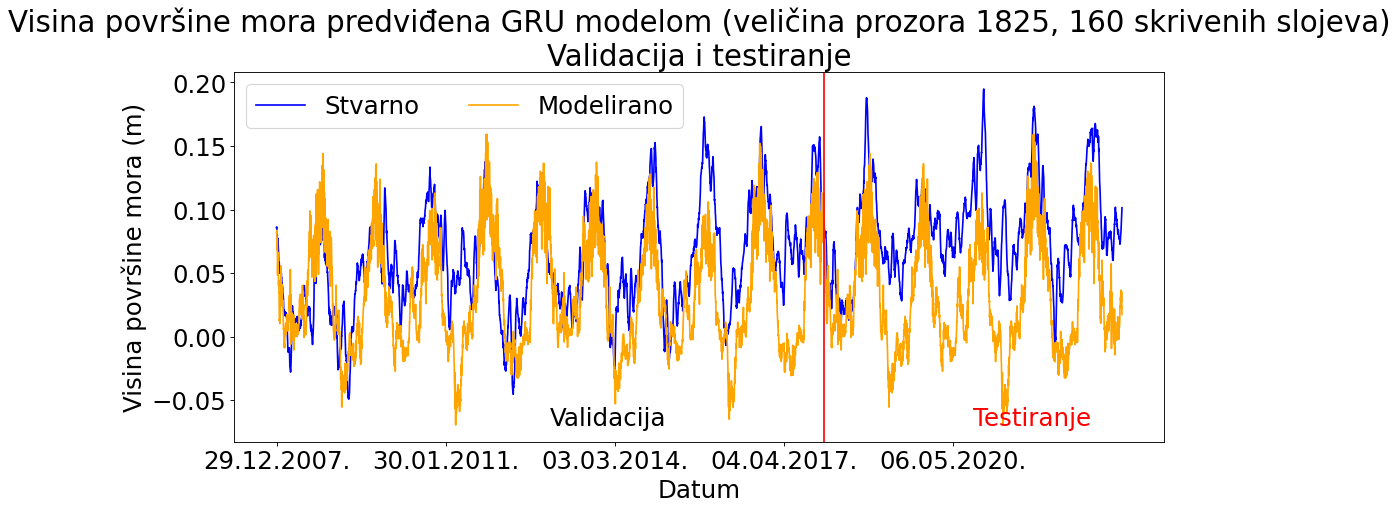 Visina površine mora predviđena GRU modelom (veličina prozora 1825, 160 skrivenih slojeva)
Validacija i testiranje
Stvarno
Modelirano
Visina površine mora (m)
0.20
0.15
0.10
0.05
0.00
−0.05
Validacija
Testiranje
29.12.2007.
30.01.2011.
03.03.2014.
04.04.2017.
06.05.2020.
Datum